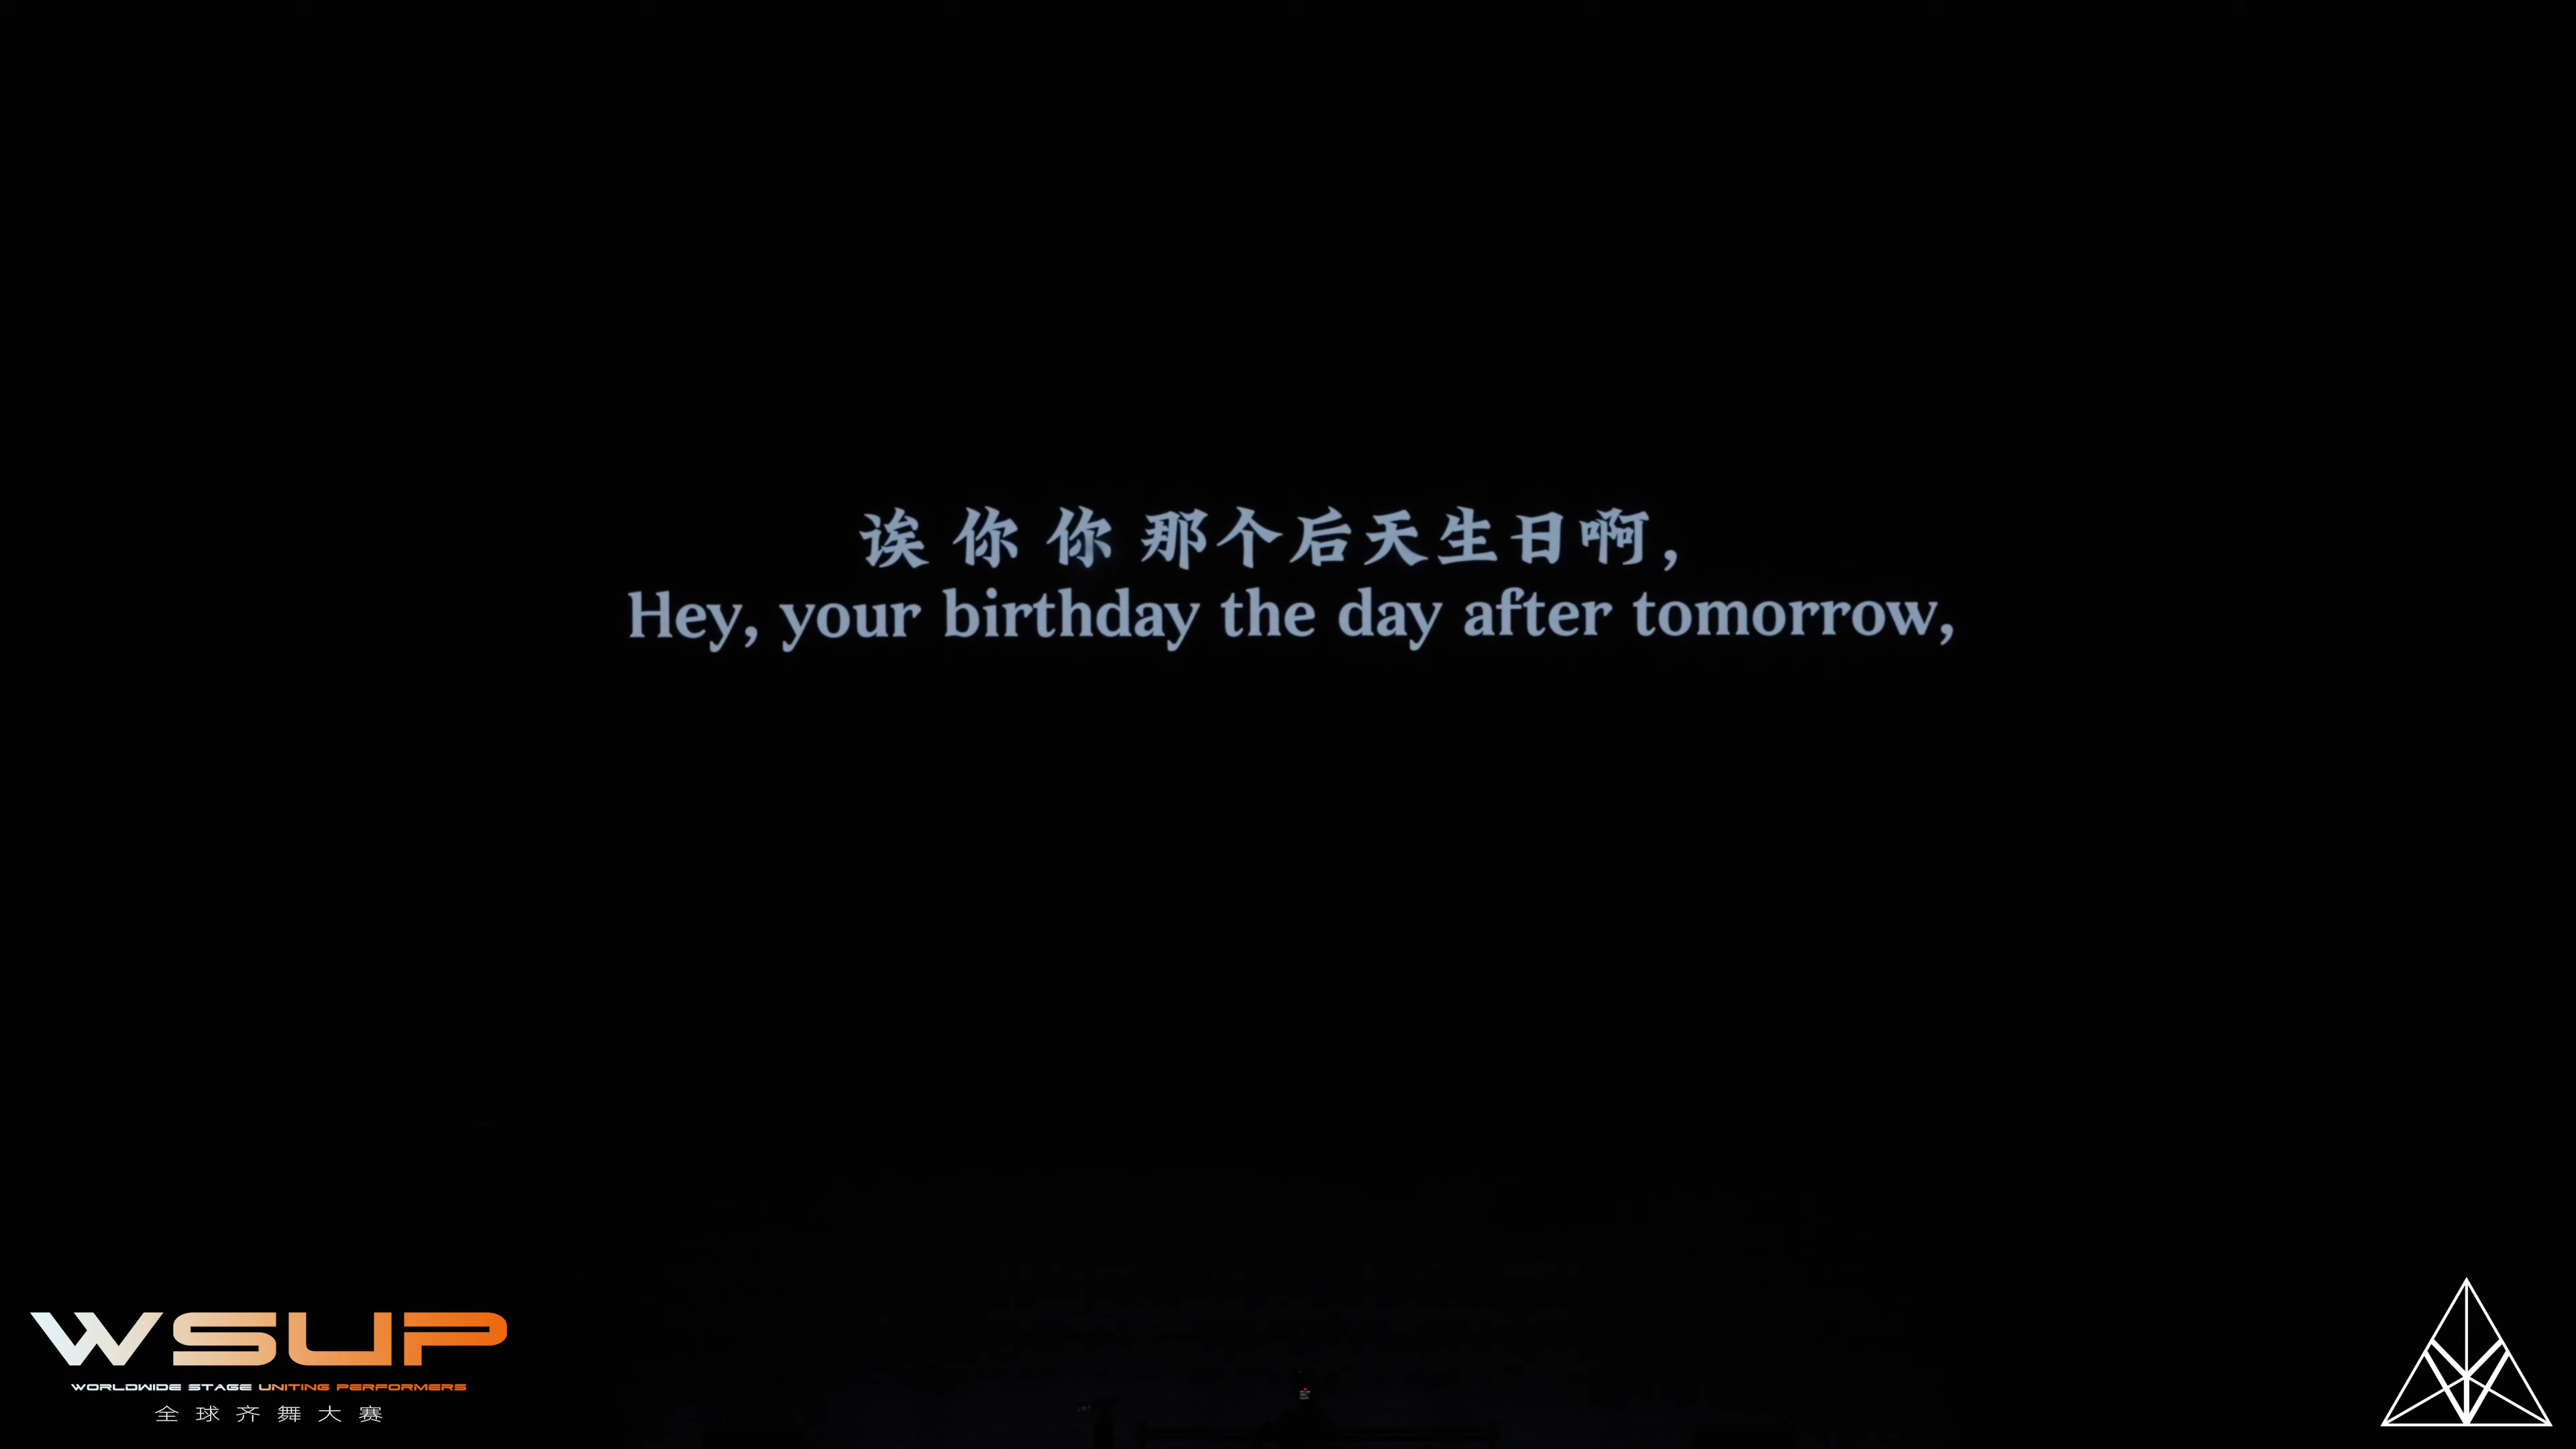 诶 你 你 那个后天生日啊，
Hey, your birthday the day after tomorrow,
WSUP
WORLDWIDE STAGE UNITING PERFORMERS
全球齐舞大赛